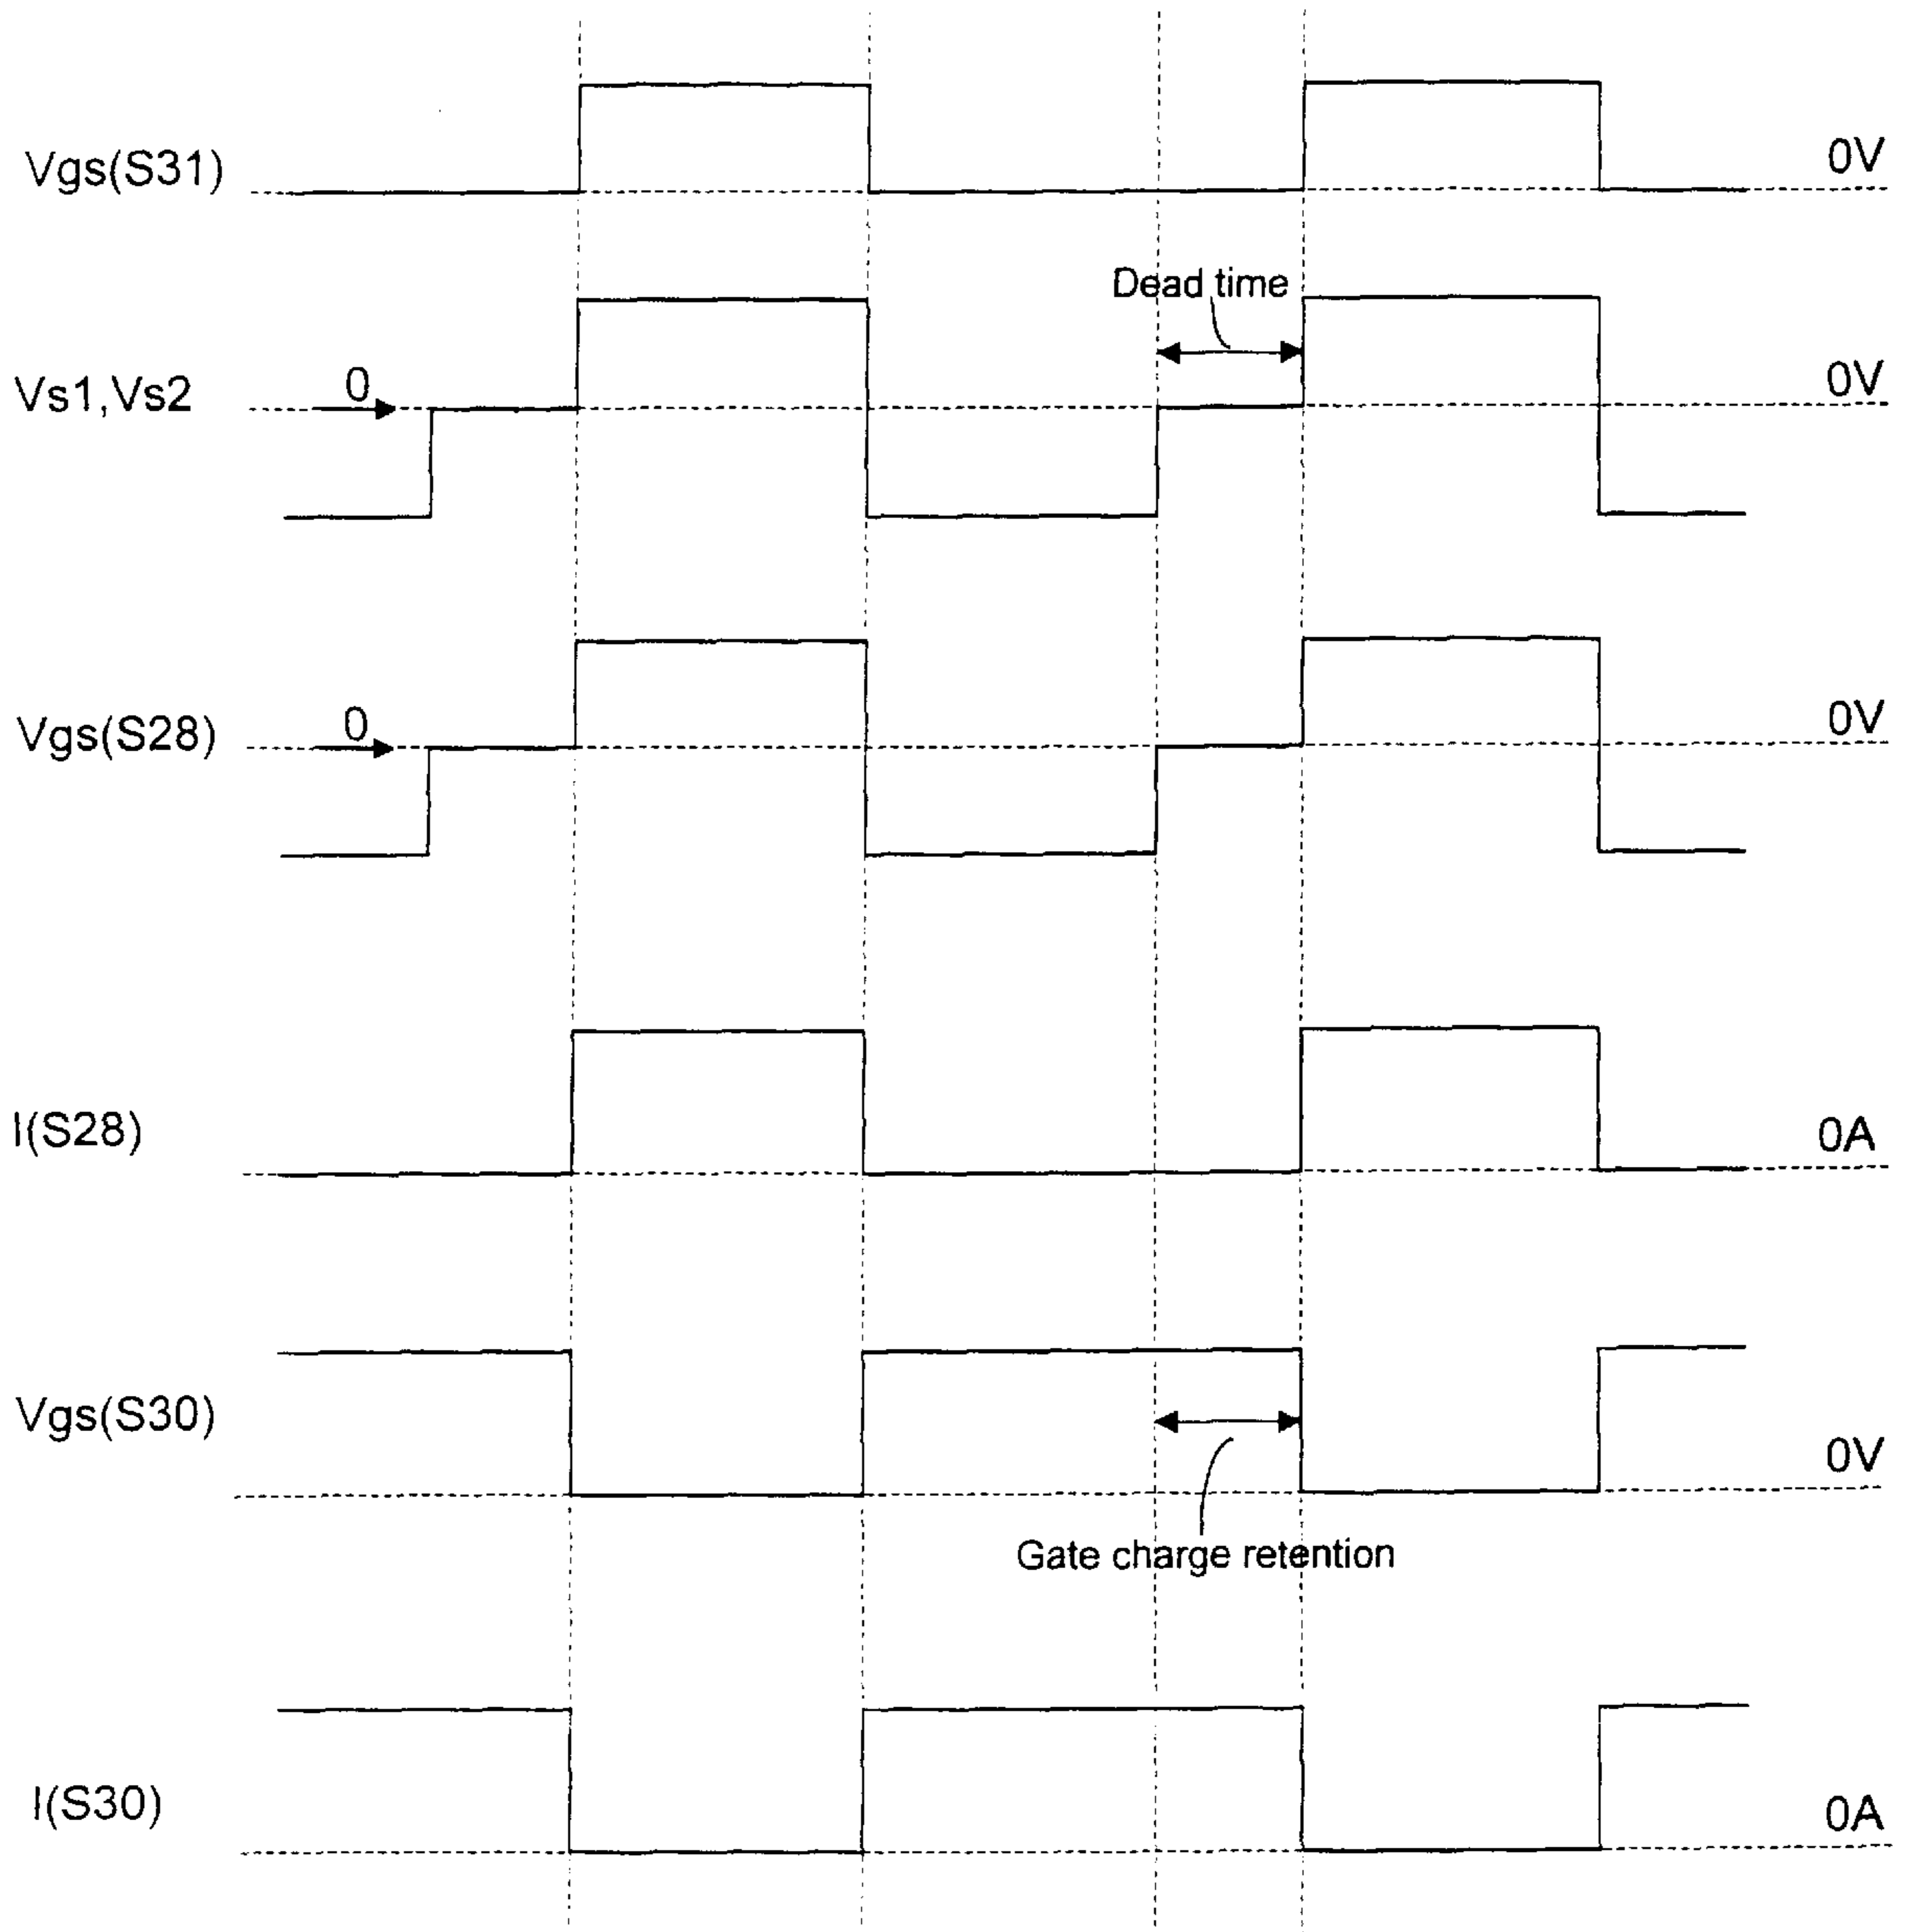 Vgs(S31)
0V
Dead time
Vs1,Vs2
0
0V
Vgs(S28)
0
0V
I(S28)
0A
Vgs(S30)
0V
Gate charge retention
I(S30)
0A